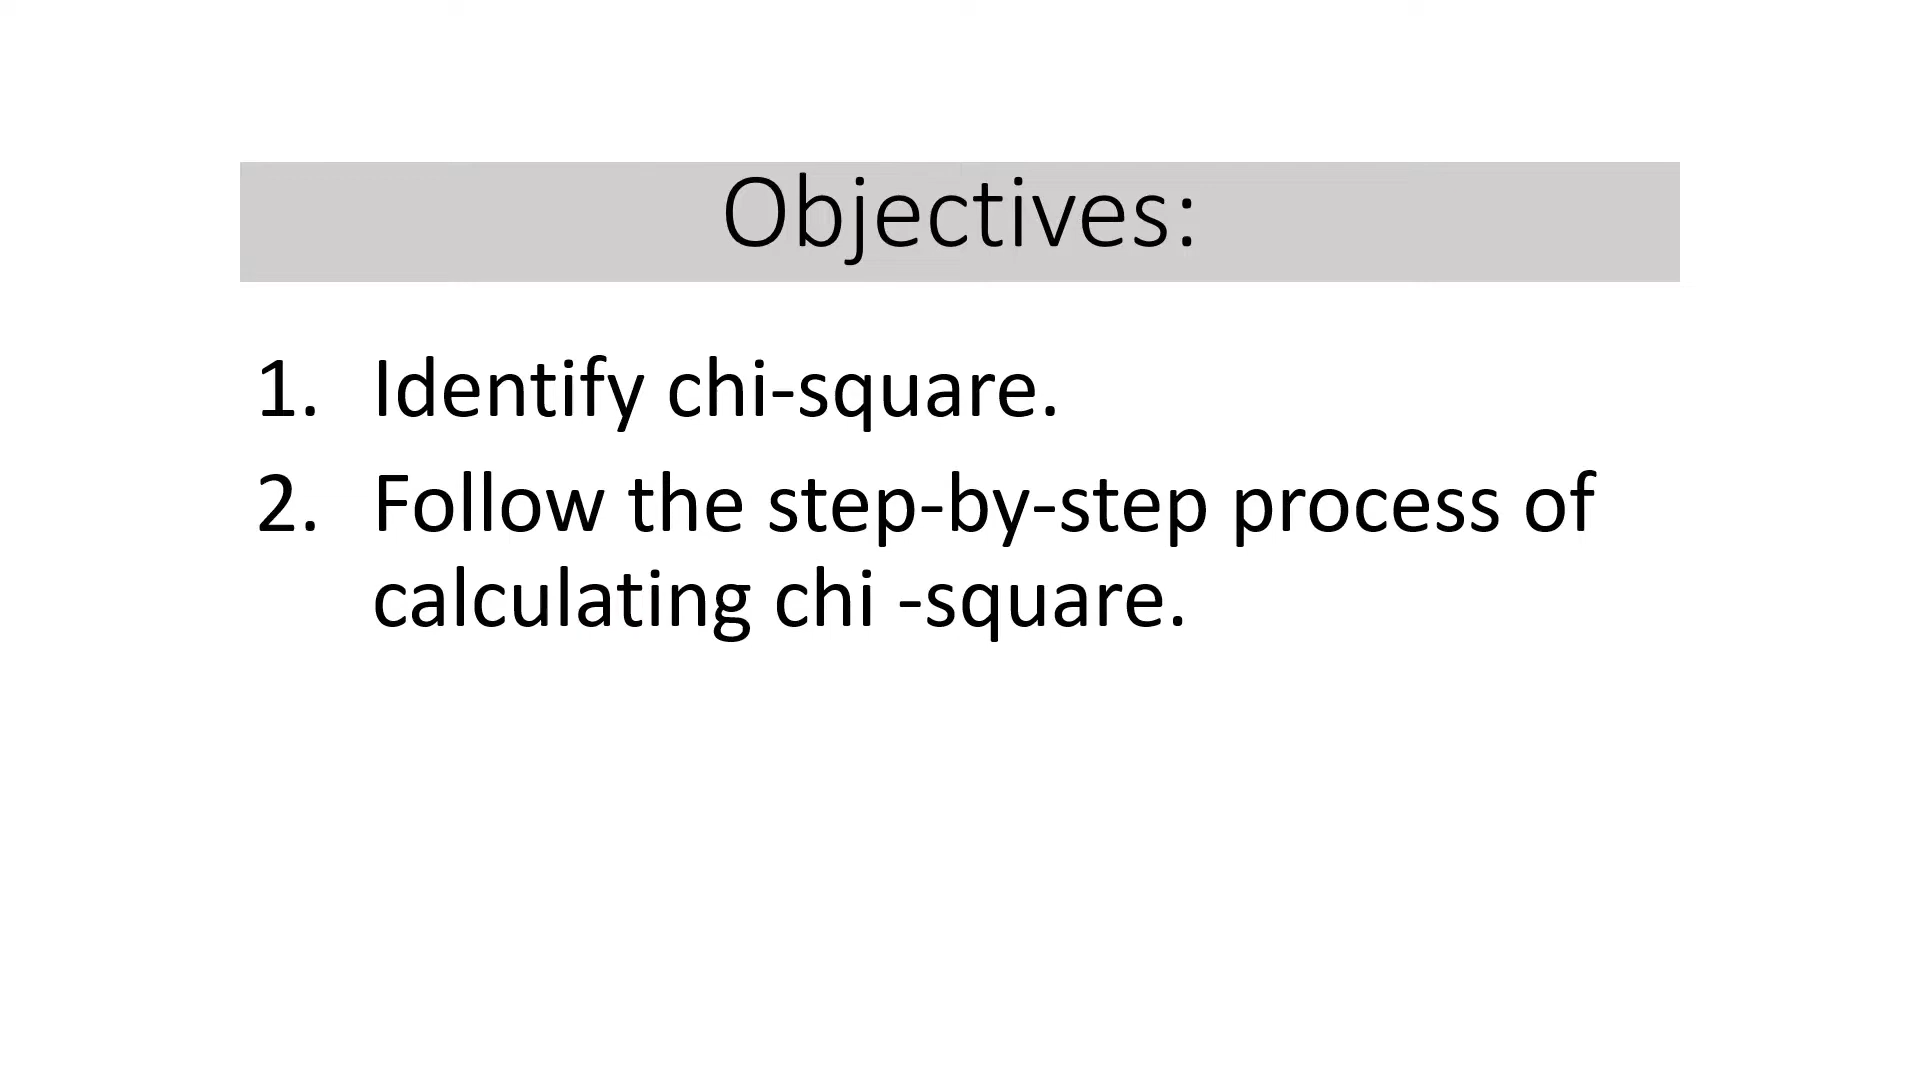 Objectives:
1. Identify chi-square.
2. Follow the step-by-step process of
calculating chi -square.